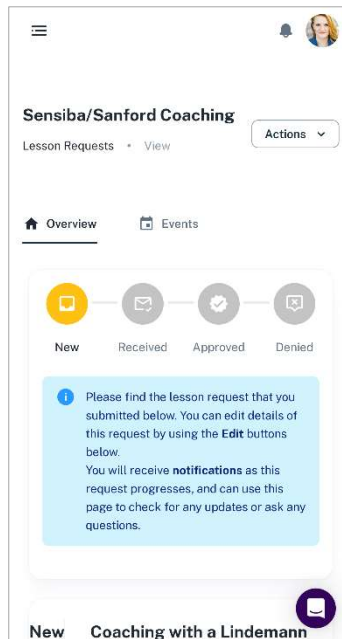 Sensiba/Sanford Coaching
Actions
Lesson Requests • View
Overview
Events
New
Received
Approved
Denied
Please find the lesson request that you
submitted below. You can edit details of
this request by using the Edit buttons
below.
You will receive notifications as this
request progresses, and can use this
page to check for any updates or ask any
questions.
New
Coaching with a Lindemann